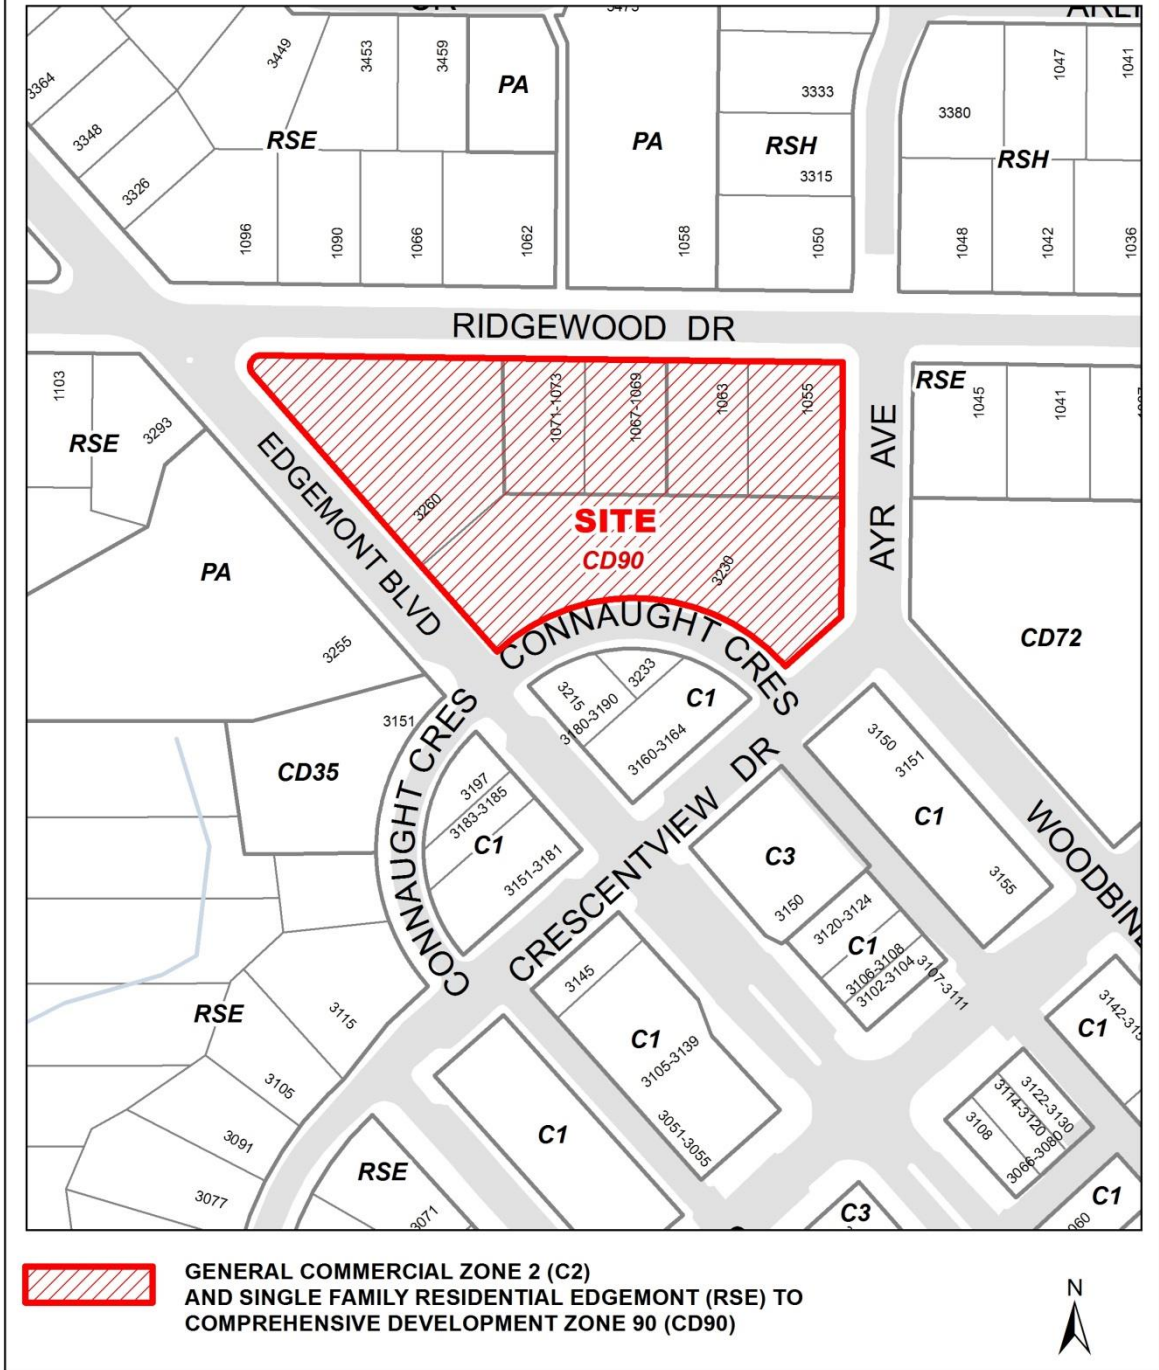 3449
3453
3459
PA
1047
1041
3364
3348
3333
3380
RSE
PA
RSH
RSH
3326
3315
1096
1090
1066
1062
1058
1050
1048
1042
1036
RIDGEWOOD DR
1103
3293
RSE
1071-1073
1067-1069
1063
1055
RSE
1045
1041
EDGEMONT BLVD
3260
SITE
CD90
3230
AYR AVE
PA
3255
CONNAUGHT CRES
CD72
3215
3233
3180-3190
C1
3160-3164
3151
CD35
CONNAUGHT CRES
3197
3183-3185
C1
3151-3181
CRESCENTVIEW DR
3150
3151
C1
3155
C3
3150
3120-3124
C1
3106-3108
3102-3104
3107-3111
3145
C1
3105-3139
3051-3055
C1
RSE
3115
3105
3091
3077
C1
RSE
3071
3122-3130
3114-3120
3108
3066-3080
C3
C1
GENERAL COMMERCIAL ZONE 2 (C2)
AND SINGLE FAMILY RESIDENTIAL EDGEMONT (RSE) TO
COMPREHENSIVE DEVELOPMENT ZONE 90 (CD90)
N